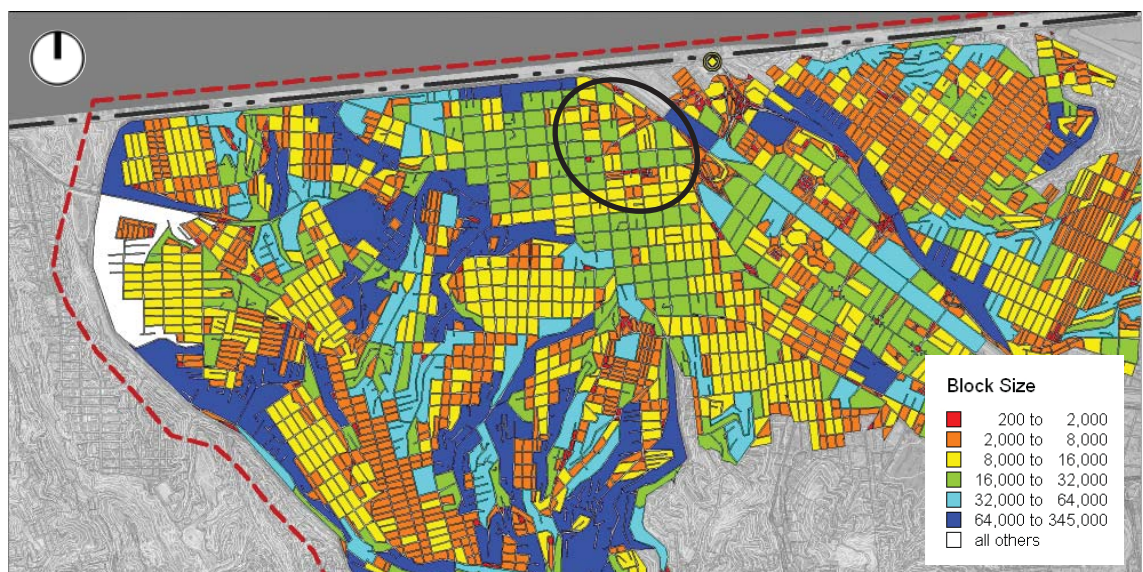 Block Size
200 to 2,000
2,000 to 8,000
8,000 to 16,000
16,000 to 32,000
32,000 to 64,000
64,000 to 345,000
all others